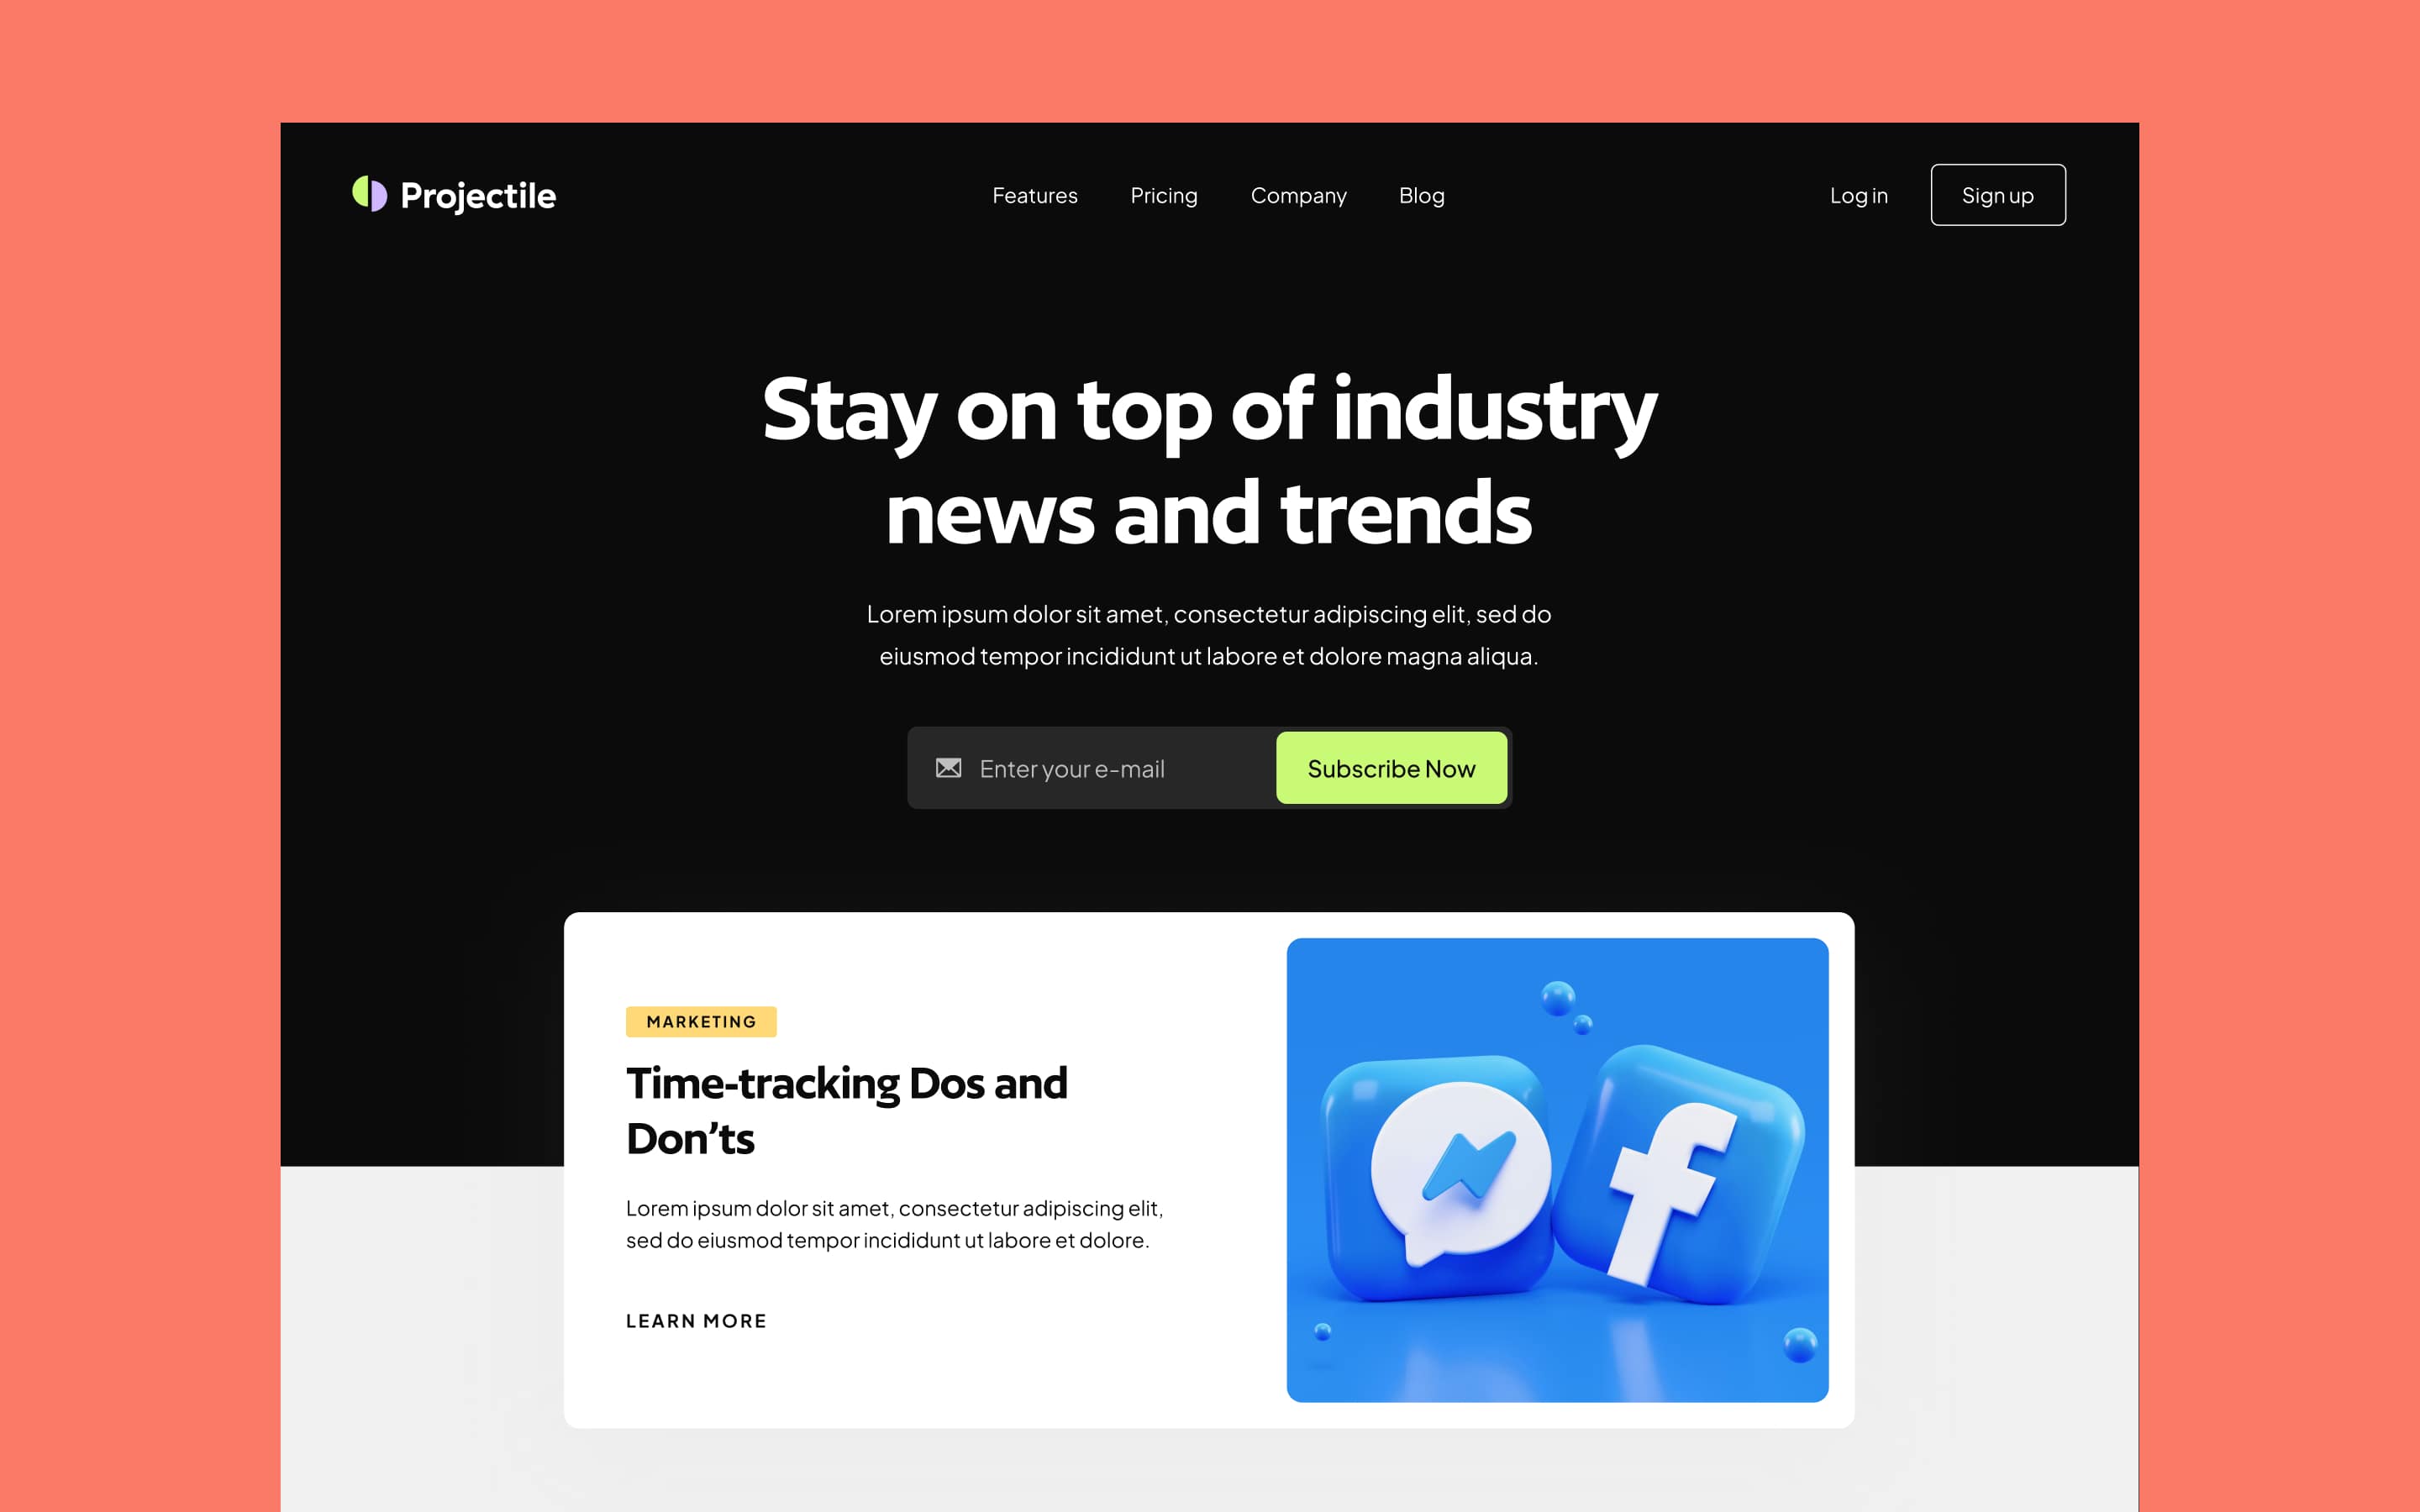 Projectile
Features
Pricing
Company
Blog
Log in
Sign up
Stay on top of industry
news and trends
Lorem ipsum dolor sit amet, consectetur adipiscing elit, sed do
eiusmod tempor incididunt ut labore et dolore magna aliqua.
Enter your e-mail
Subscribe Now
MARKETING
Time-tracking Dos and
Don’ts
Lorem ipsum dolor sit amet, consectetur adipiscing elit,
sed do eiusmod tempor incididunt ut labore et dolore.
LEARN MORE
f